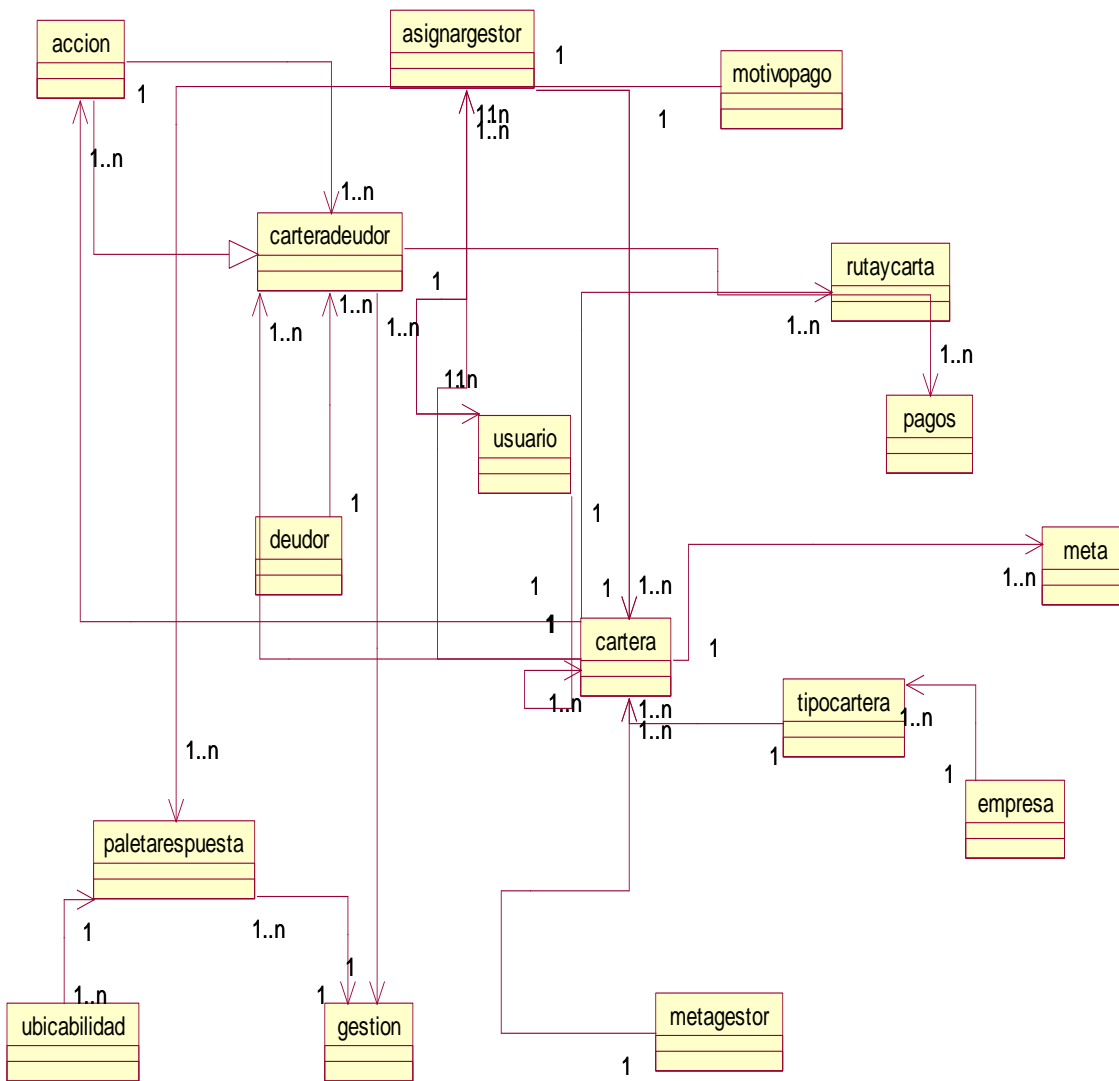 accion
asignargestor
motivopago
1
1
1
11n
1..n
1..n
1..n
carteradeudor
rutaycarta
1
1..n
1..n
1..n
1..n
1..n
11n
pagos
usuario
1
1
deudor
meta
1
1
1..n
1..n
1
cartera
1
tipocartera
1..n
1..n
1..n
1..n
1
1..n
1
empresa
paletarespuesta
1
1..n
1
1..n
1
ubicabilidad
gestion
metagestor
1